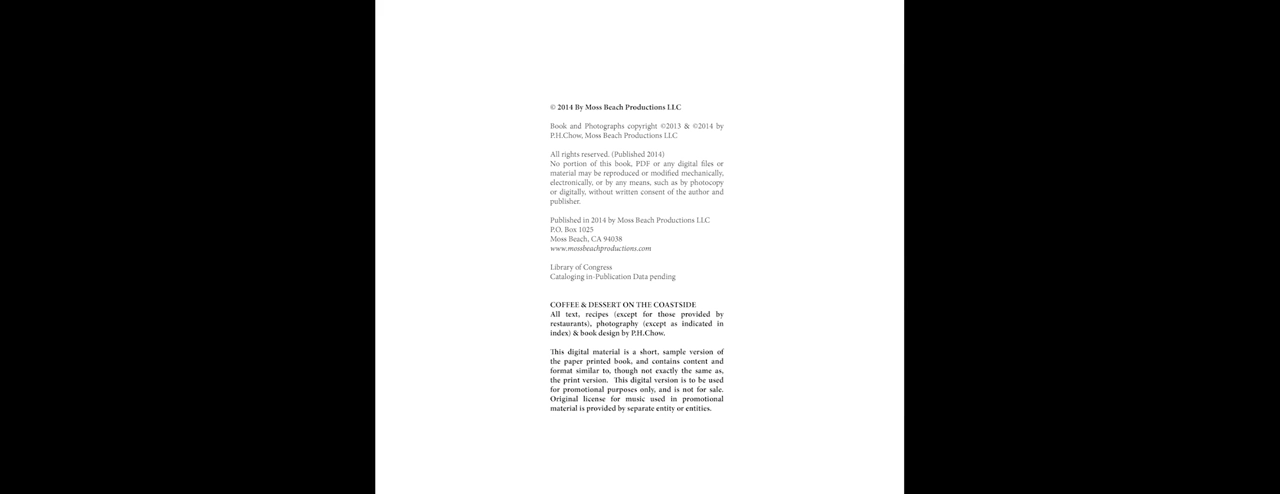 © 2014 By Moss Beach Productions LLC
Book and Photographs copyright ©2013 & ©2014 by
P.H.Chow, Moss Beach Productions LLC
All rights reserved. (Published 2014)
No portion of this book, PDF or any digital files or
material may be reproduced or modified mechanically,
electronically, or by any means, such as by photocopy
or digitally, without written consent of the author and
publisher.
Published in 2014 by Moss Beach Productions LLC
P.O. Box 1025
Moss Beach, CA 94038
www.mossbeachproductions.com
Library of Congress
Cataloging in-Publication Data pending
COFFEE & DESSERT ON THE COASTSIDE
All text, recipes (except for those provided by
restaurants), photography (except as indicated in
index) & book design by P.H.Chow.
This digital material is a short, sample version of
the paper printed book, and contains content and
format similar to, though not exactly the same as,
the print version. This digital version is to be used
for promotional purposes only, and is not for sale.
Original license for music used in promotional
material is provided by separate entity or entities.